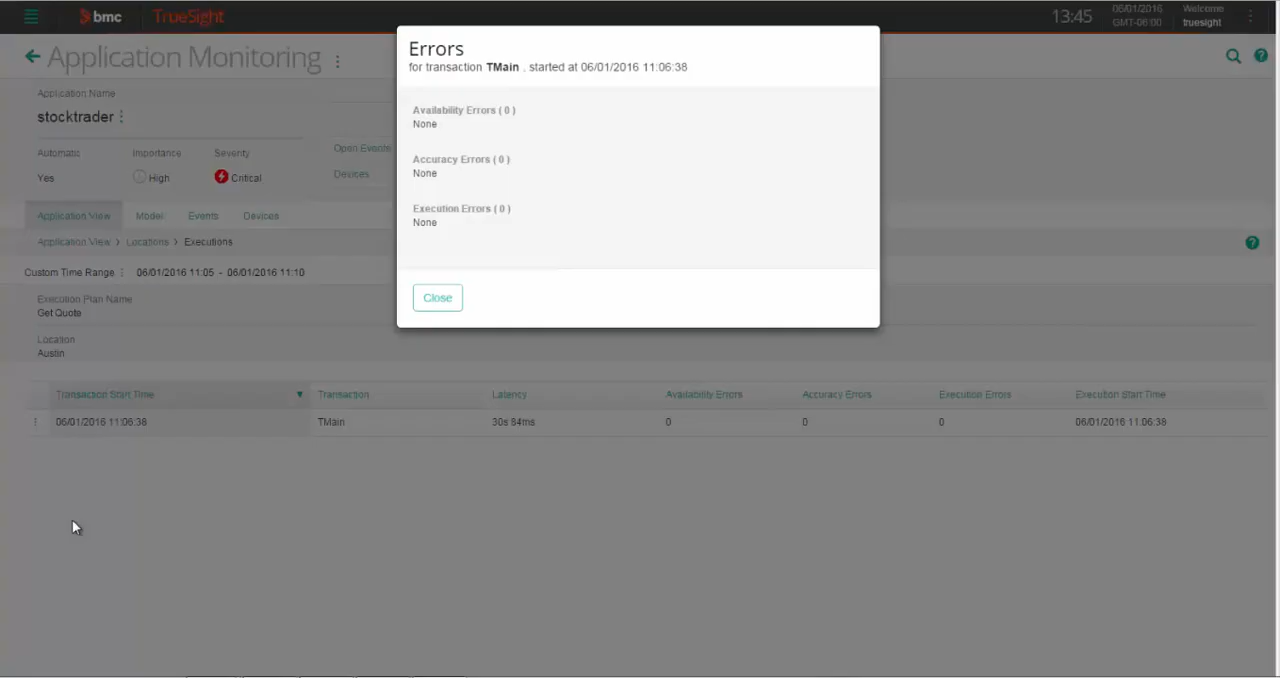 bmc TrueSight 13:45 06/01/2016 Welcome
GMT-06:00 truesight
Application Monitoring
Errors
for transaction TMain , started at 06/01/2016 11:06:38
Availability Errors ( 0 )
None
Accuracy Errors ( 0 )
None
Execution Errors ( 0 )
None
Close
Application Name
stocktrader
Automatic Importance Severity
Yes High Critical
Open Events
Devices
Application View Model Events Devices
Application View > Locations > Executions
Custom Time Range : 06/01/2016 11:05 - 06/01/2016 11:10
Execution Plan Name
Get Quote
Location
Austin
Transaction Start Time Transaction Latency Availability Errors Accuracy Errors Execution Errors Execution Start Time
06/01/2016 11:06:38 TMain 30s 84ms 0 0 0 06/01/2016 11:06:38